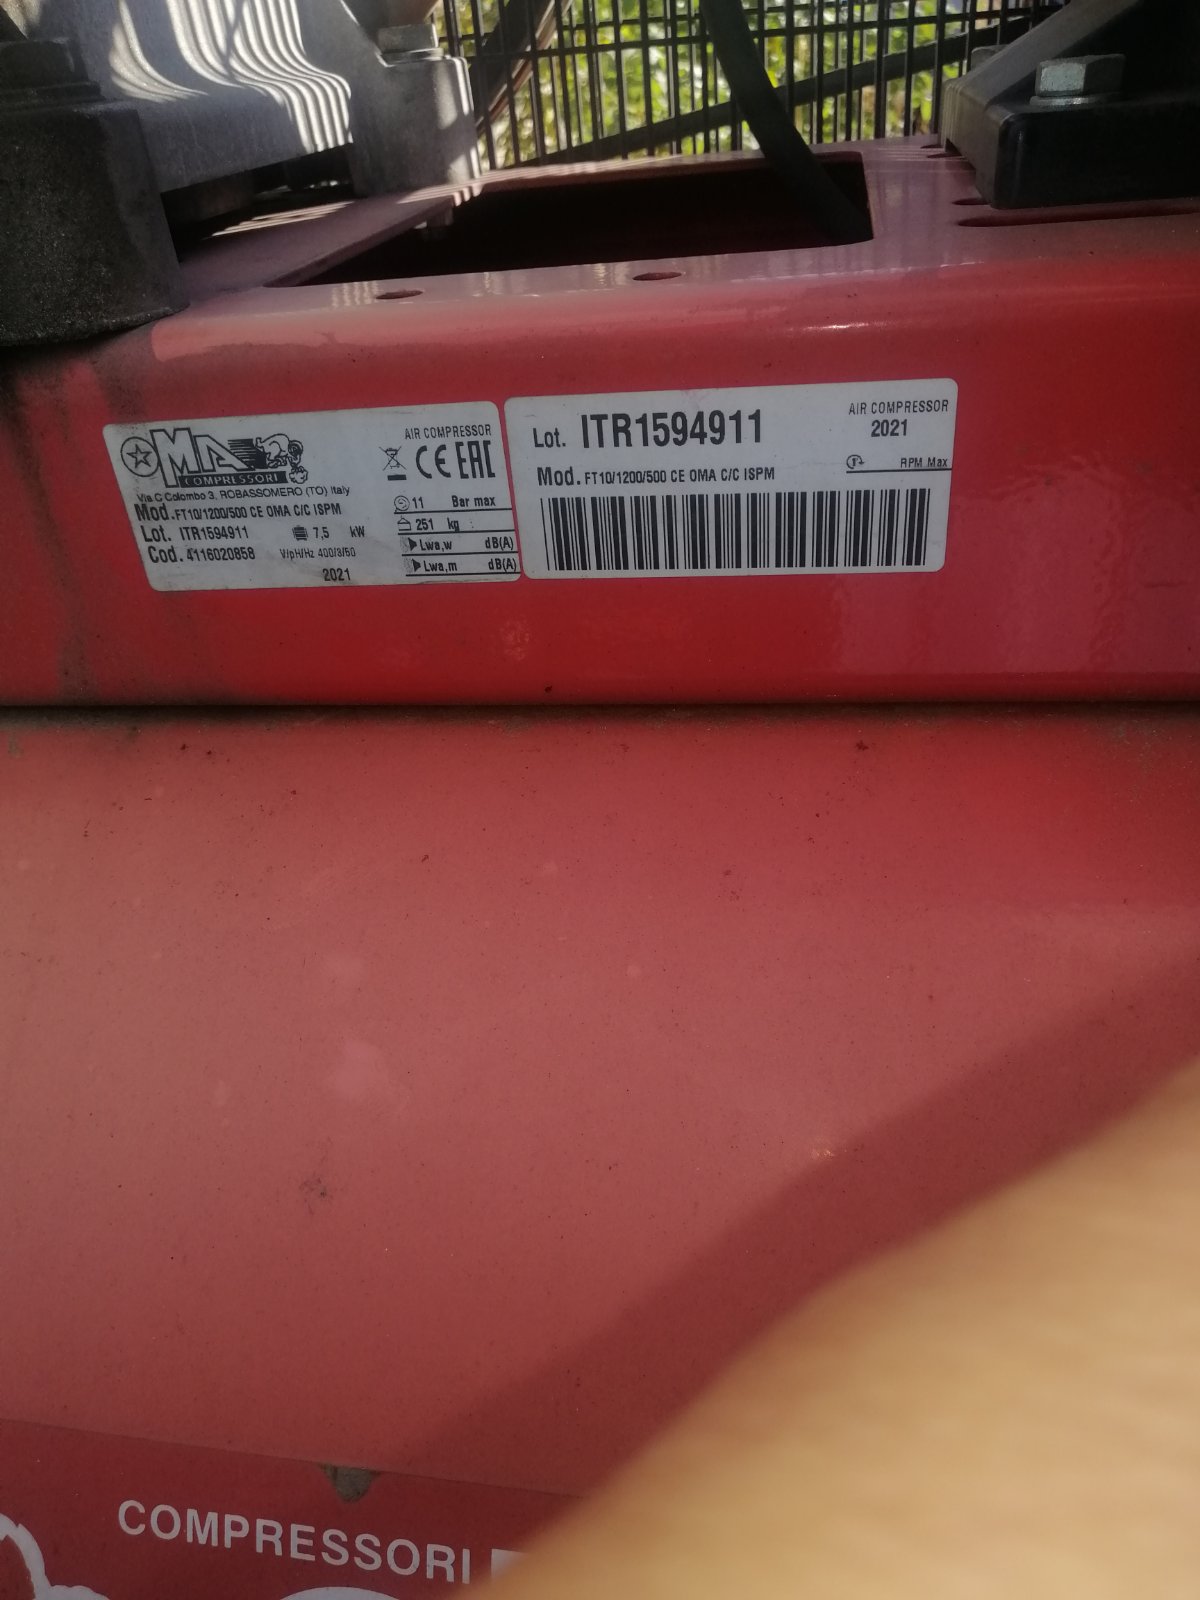 OMA
COMPRESSORI
Via C Colombo 3, ROBASSOMERO (TO) Italy
Mod. FT10/1200/500 CE OMA C/C ISPM
Lot. ITR1594911 7,5 kW
Cod. 4116020858 V/pH/Hz 400/3/50
2021
AIR COMPRESSOR
CE EAC
11 Bar max
251 kg
Lwa,w dB(A)
Lwa,m dB(A)
Lot. ITR1594911
AIR COMPRESSOR
2021
RPM Max
Mod. FT10/1200/500 CE OMA C/C ISPM
COMPRESSORI